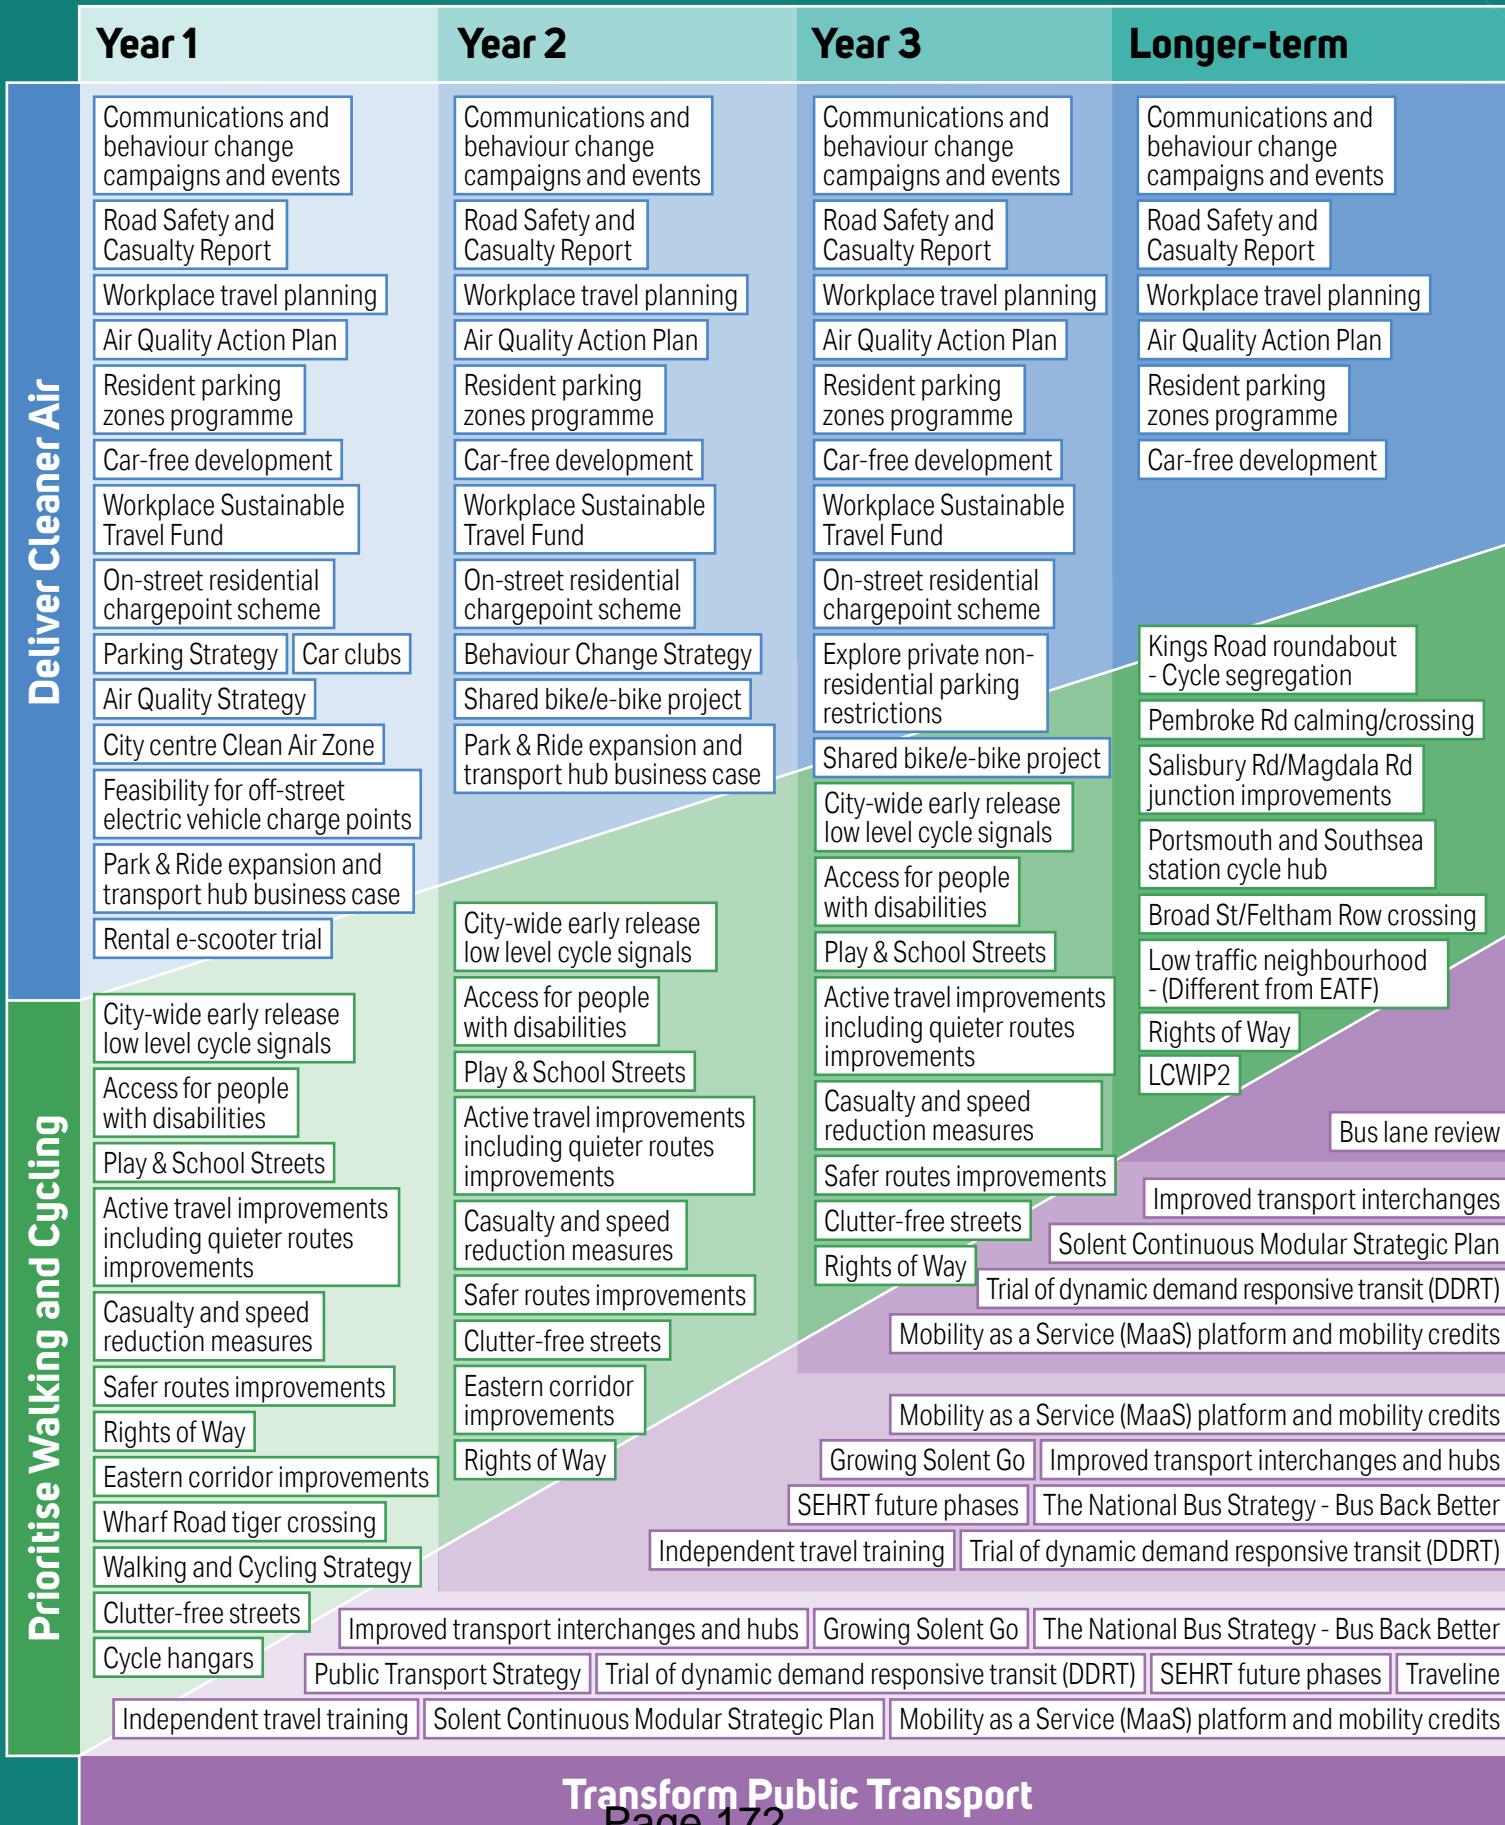 Year 1
Year 2
Year 3
Longer-term
Deliver Cleaner Air
Communications and
behaviour change
campaigns and events
Road Safety and
Casualty Report
Workplace travel planning
Air Quality Action Plan
Resident parking
zones programme
Car-free development
Workplace Sustainable
Travel Fund
On-street residential
chargepoint scheme
Parking Strategy
Car clubs
Air Quality Strategy
City centre Clean Air Zone
Feasibility for off-street
electric vehicle charge points
Park & Ride expansion and
transport hub business case
Rental e-scooter trial
Communications and
behaviour change
campaigns and events
Road Safety and
Casualty Report
Workplace travel planning
Air Quality Action Plan
Resident parking
zones programme
Car-free development
Workplace Sustainable
Travel Fund
On-street residential
chargepoint scheme
Behaviour Change Strategy
Shared bike/e-bike project
Park & Ride expansion and
transport hub business case
Communications and
behaviour change
campaigns and events
Road Safety and
Casualty Report
Workplace travel planning
Air Quality Action Plan
Resident parking
zones programme
Car-free development
Workplace Sustainable
Travel Fund
On-street residential
chargepoint scheme
Explore private non-
residential parking
restrictions
Shared bike/e-bike project
Communications and
behaviour change
campaigns and events
Road Safety and
Casualty Report
Workplace travel planning
Air Quality Action Plan
Resident parking
zones programme
Car-free development
Prioritise Walking and Cycling
City-wide early release
low level cycle signals
Access for people
with disabilities
Play & School Streets
Active travel improvements
including quieter routes
improvements
Casualty and speed
reduction measures
Safer routes improvements
Rights of Way
Eastern corridor improvements
Wharf Road tiger crossing
Walking and Cycling Strategy
Clutter-free streets
Cycle hangars
City-wide early release
low level cycle signals
Access for people
with disabilities
Play & School Streets
Active travel improvements
including quieter routes
improvements
Casualty and speed
reduction measures
Safer routes improvements
Clutter-free streets
Eastern corridor
improvements
Rights of Way
City-wide early release
low level cycle signals
Access for people
with disabilities
Play & School Streets
Active travel improvements
including quieter routes
improvements
Casualty and speed
reduction measures
Safer routes improvements
Clutter-free streets
Rights of Way
Kings Road roundabout
- Cycle segregation
Pembroke Rd calming/crossing
Salisbury Rd/Magdala Rd
junction improvements
Portsmouth and Southsea
station cycle hub
Broad St/Feltham Row crossing
Low traffic neighbourhood
- (Different from EATF)
Rights of Way
LCWIP2
Bus lane review
Improved transport interchanges
Solent Continuous Modular Strategic Plan
Trial of dynamic demand responsive transit (DDRT)
Mobility as a Service (MaaS) platform and mobility credits
Mobility as a Service (MaaS) platform and mobility credits
Growing Solent Go
Improved transport interchanges and hubs
SEHRT future phases
The National Bus Strategy - Bus Back Better
Independent travel training
Trial of dynamic demand responsive transit (DDRT)
Improved transport interchanges and hubs
Growing Solent Go
The National Bus Strategy - Bus Back Better
Public Transport Strategy
Trial of dynamic demand responsive transit (DDRT)
SEHRT future phases
Traveline
Independent travel training
Solent Continuous Modular Strategic Plan
Mobility as a Service (MaaS) platform and mobility credits
Transform Public Transport
Page 172